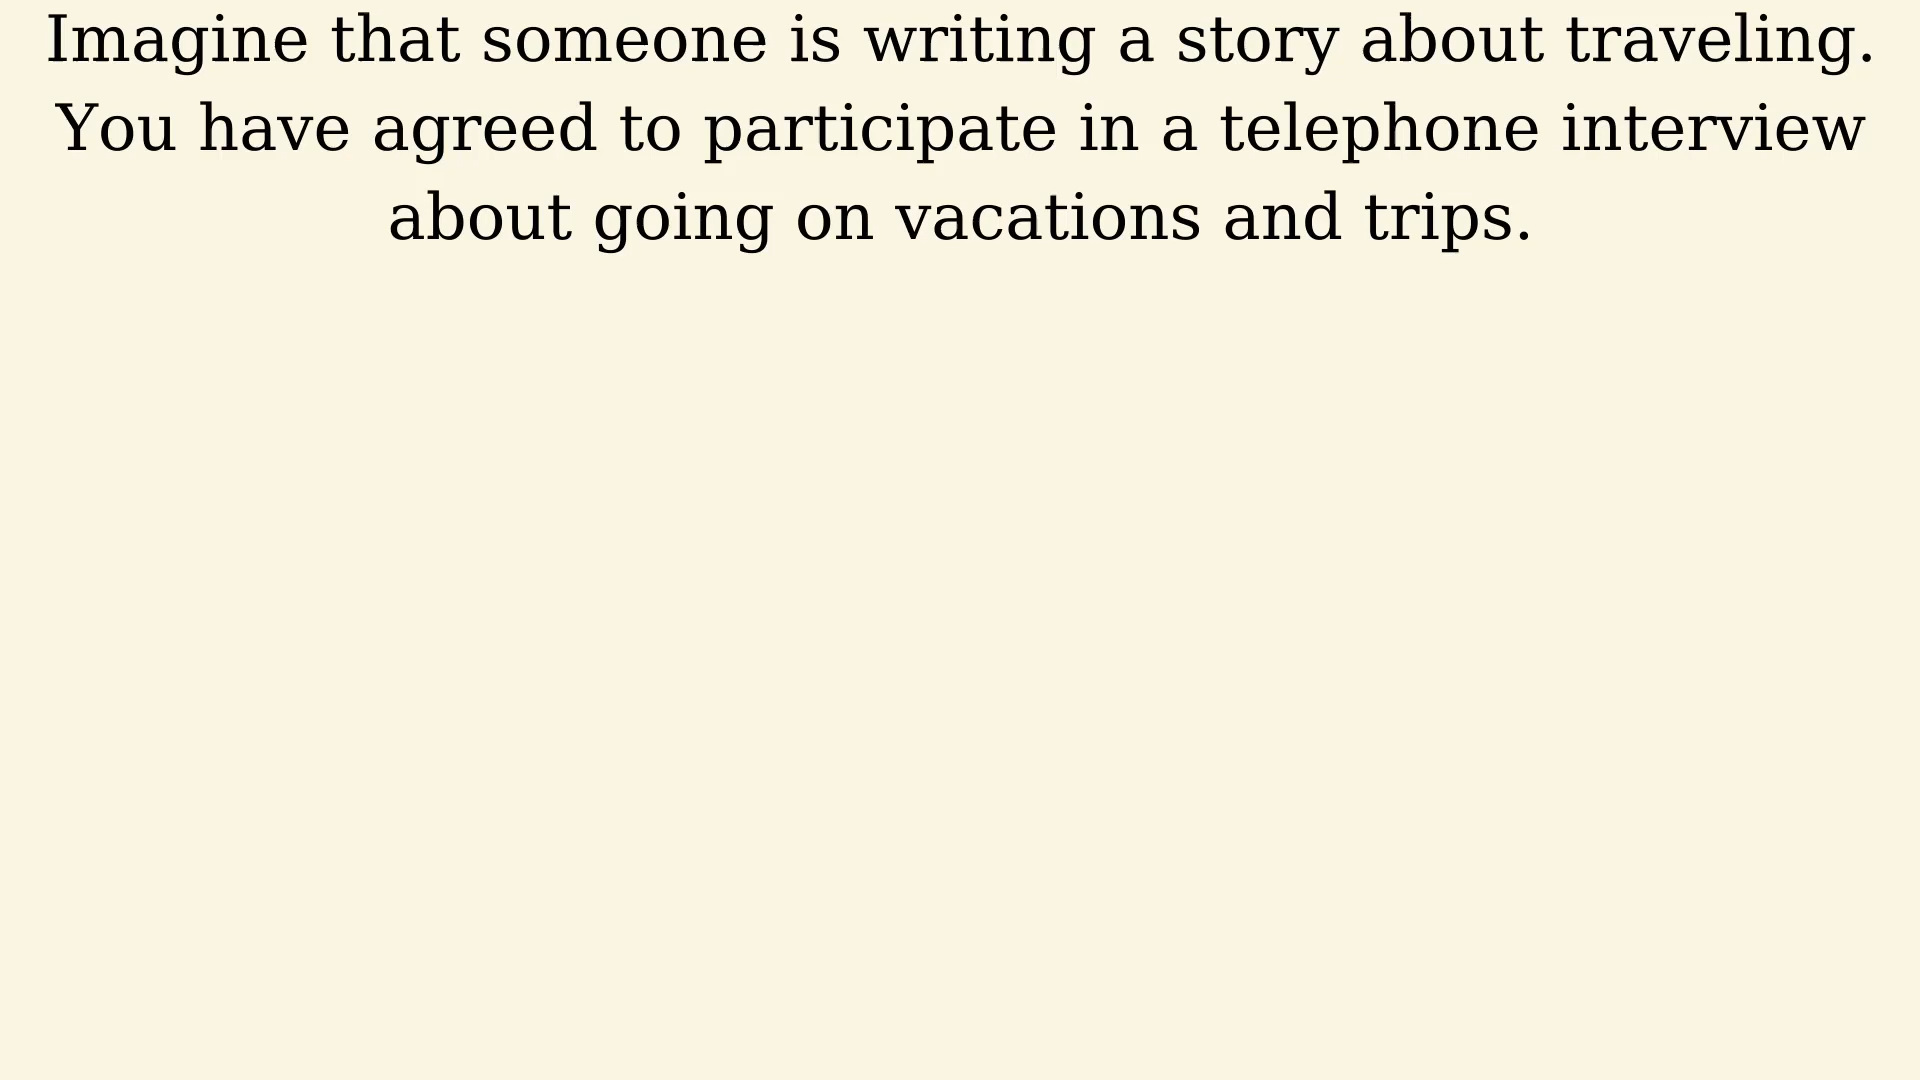 Imagine that someone is writing a story about traveling.
You have agreed to participate in a telephone interview
about going on vacations and trips.